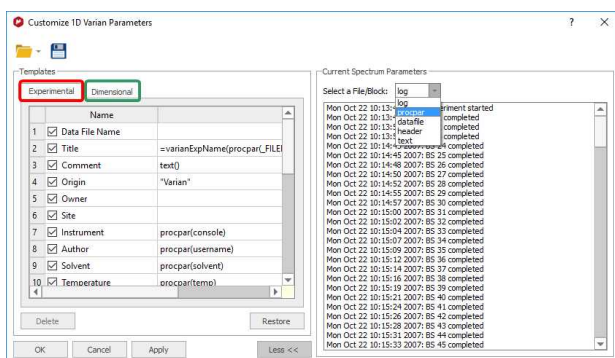 Customize 1D Varian Parameters
?
Templates
Experimental Dimensional
Name
1 Data File Name
2 Title =varianExpName(procpar(_FILE
3 Comment text()
4 Origin "Varian"
5 Owner
6 Site
7 Instrument procpar(console)
8 Author procpar(username)
9 Solvent procpar(solvent)
10 Temperature procpar(temp)
Delete Restore
OK Cancel Apply Less <<
Current Spectrum Parameters
Select a File/Block: log
log
procpar
datafile
header
text
Mon Oct 22 10:13: eriment started
Mon Oct 22 10:13: completed
Mon Oct 22 10:13: completed
Mon Oct 22 10:13: completed
Mon Oct 22 2007: BS 24 completed
Mon Oct 22 10:14:45 2007: BS 25 completed
Mon Oct 22 10:14:48 2007: BS 26 completed
Mon Oct 22 10:14:50 2007: BS 27 completed
Mon Oct 22 10:14:52 2007: BS 28 completed
Mon Oct 22 10:14:55 2007: BS 29 completed
Mon Oct 22 10:14:57 2007: BS 30 completed
Mon Oct 22 10:15:00 2007: BS 31 completed
Mon Oct 22 10:15:02 2007: BS 32 completed
Mon Oct 22 10:15:04 2007: BS 33 completed
Mon Oct 22 10:15:07 2007: BS 34 completed
Mon Oct 22 10:15:09 2007: BS 35 completed
Mon Oct 22 10:15:12 2007: BS 36 completed
Mon Oct 22 10:15:14 2007: BS 37 completed
Mon Oct 22 10:15:16 2007: BS 38 completed
Mon Oct 22 10:15:19 2007: BS 39 completed
Mon Oct 22 10:15:21 2007: BS 40 completed
Mon Oct 22 10:15:24 2007: BS 41 completed
Mon Oct 22 10:15:26 2007: BS 42 completed
Mon Oct 22 10:15:28 2007: BS 43 completed
Mon Oct 22 10:15:31 2007: BS 44 completed
Mon Oct 22 10:15:33 2007: BS 45 completed